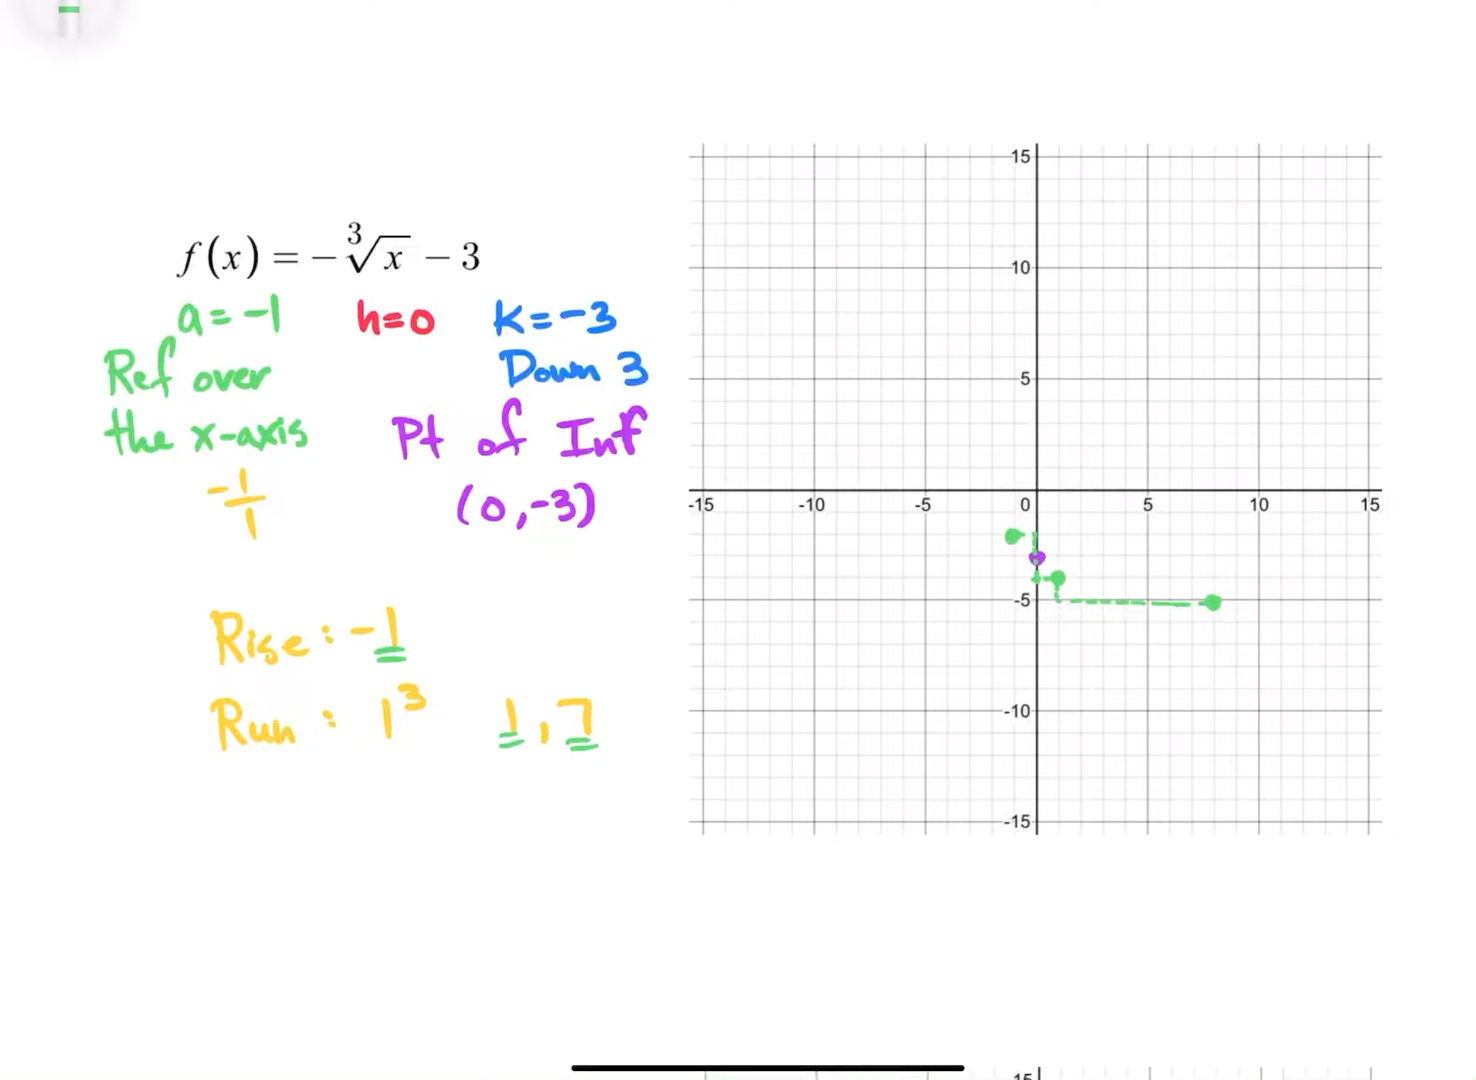 f(x) = -∛x - 3
a = -1 h=0 K=-3
Ref over Down 3
the x-axis Pt of Inf
-1/1 (0,-3)
Rise: -1
Run: 1³ 1,7
15
10
5
-15 -10 -5 0 5 10 15
-5
-10
-15
15